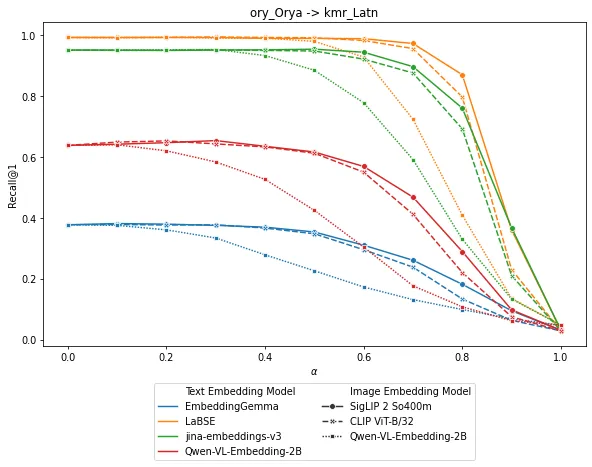 ory_Orya -> kmr_Latn
Recall@1
1.0
0.8
0.6
0.4
0.2
0.0
0.0 0.2 0.4 0.6 0.8 1.0
α
Text Embedding Model
EmbeddingGemma
LaBSE
jina-embeddings-v3
Qwen-VL-Embedding-2B
Image Embedding Model
SigLIP 2 So400m
CLIP ViT-B/32
Qwen-VL-Embedding-2B